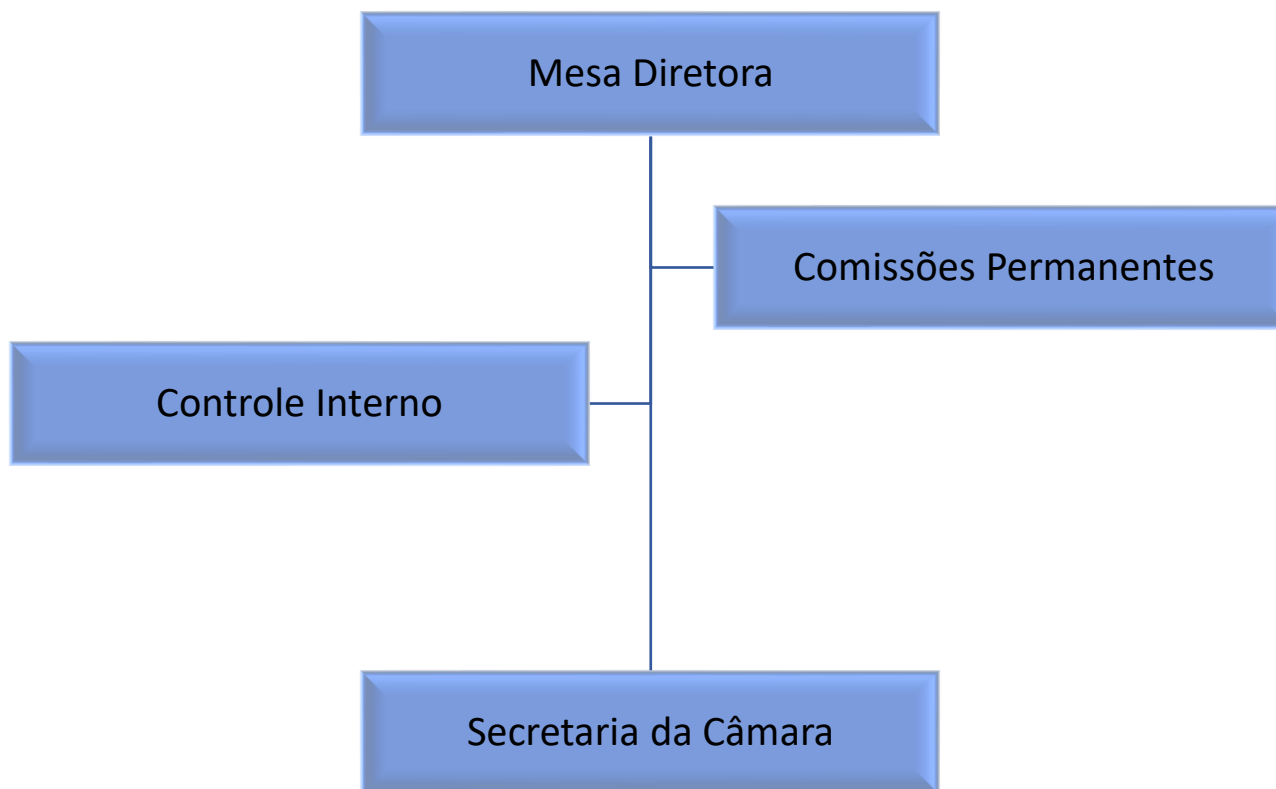 Mesa Diretora
Comissões Permanentes
Controle Interno
Secretaria da Câmara